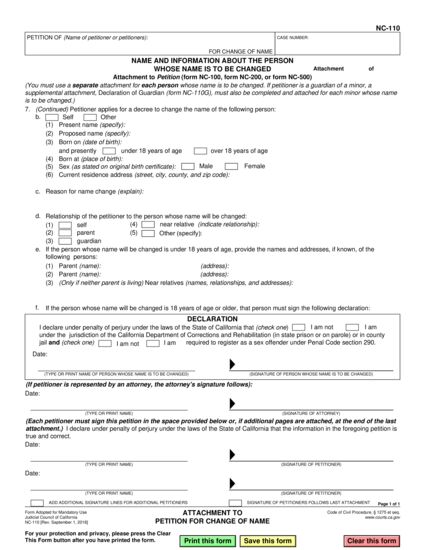 NC-110
PETITION OF (Name of petitioner or petitioners):
CASE NUMBER:
FOR CHANGE OF NAME
NAME AND INFORMATION ABOUT THE PERSON
WHOSE NAME IS TO BE CHANGED
Attachment of
Attachment to Petition (form NC-100, form NC-200, or form NC-500)
(You must use a separate attachment for each person whose name is to be changed. If petitioner is a guardian of a minor, a
supplemental attachment, Declaration of Guardian (form NC-110G), must also be completed and attached for each minor whose name
is to be changed.)
7. (Continued) Petitioner applies for a decree to change the name of the following person:
b. Self Other
(1) Present name (specify):
(2) Proposed name (specify):
(3) Born on (date of birth):
and presently under 18 years of age over 18 years of age
(4) Born at (place of birth):
(5) Sex (as stated on original birth certificate): Male Female
(6) Current residence address (street, city, county, and zip code):
c. Reason for name change (explain):
d. Relationship of the petitioner to the person whose name will be changed:
(1) self (4) near relative (indicate relationship):
(2) parent (5) Other (specify):
(3) guardian
e. If the person whose name will be changed is under 18 years of age, provide the names and addresses, if known, of the
following persons:
(1) Parent (name): (address):
(2) Parent (name): (address):
(3) (Only if neither parent is living) Near relatives (names, relationships, and addresses):
f. If the person whose name will be changed is 18 years of age or older, that person must sign the following declaration:
DECLARATION
I declare under penalty of perjury under the laws of the State of California that (check one) I am not I am
under the jurisdiction of the California Department of Corrections and Rehabilitation (in state prison or on parole) or in county
jail and (check one) I am not I am required to register as a sex offender under Penal Code section 290.
Date:
(TYPE OR PRINT NAME OF PERSON WHOSE NAME IS TO BE CHANGED) (SIGNATURE OF PERSON WHOSE NAME IS TO BE CHANGED)
(If petitioner is represented by an attorney, the attorney's signature follows):
Date:
(TYPE OR PRINT NAME) (SIGNATURE OF ATTORNEY)
(Each petitioner must sign this petition in the space provided below or, if additional pages are attached, at the end of the last
attachment.) I declare under penalty of perjury under the laws of the State of California that the information in the foregoing petition is
true and correct.
Date:
(TYPE OR PRINT NAME) (SIGNATURE OF PETITIONER)
Date:
(TYPE OR PRINT NAME) (SIGNATURE OF PETITIONER)
ADD ADDITIONAL SIGNATURE LINES FOR ADDITIONAL PETITIONERS SIGNATURE OF PETITIONERS FOLLOWS LAST ATTACHMENT Page 1 of 1
Form Adopted for Mandatory Use
Judicial Council of California
NC-110 [Rev. September 1, 2018]
ATTACHMENT TO
PETITION FOR CHANGE OF NAME
Code of Civil Procedure, § 1275 et seq.
www.courts.ca.gov
For your protection and privacy, please press the Clear
This Form button after you have printed the form.
Print this form Save this form Clear this form